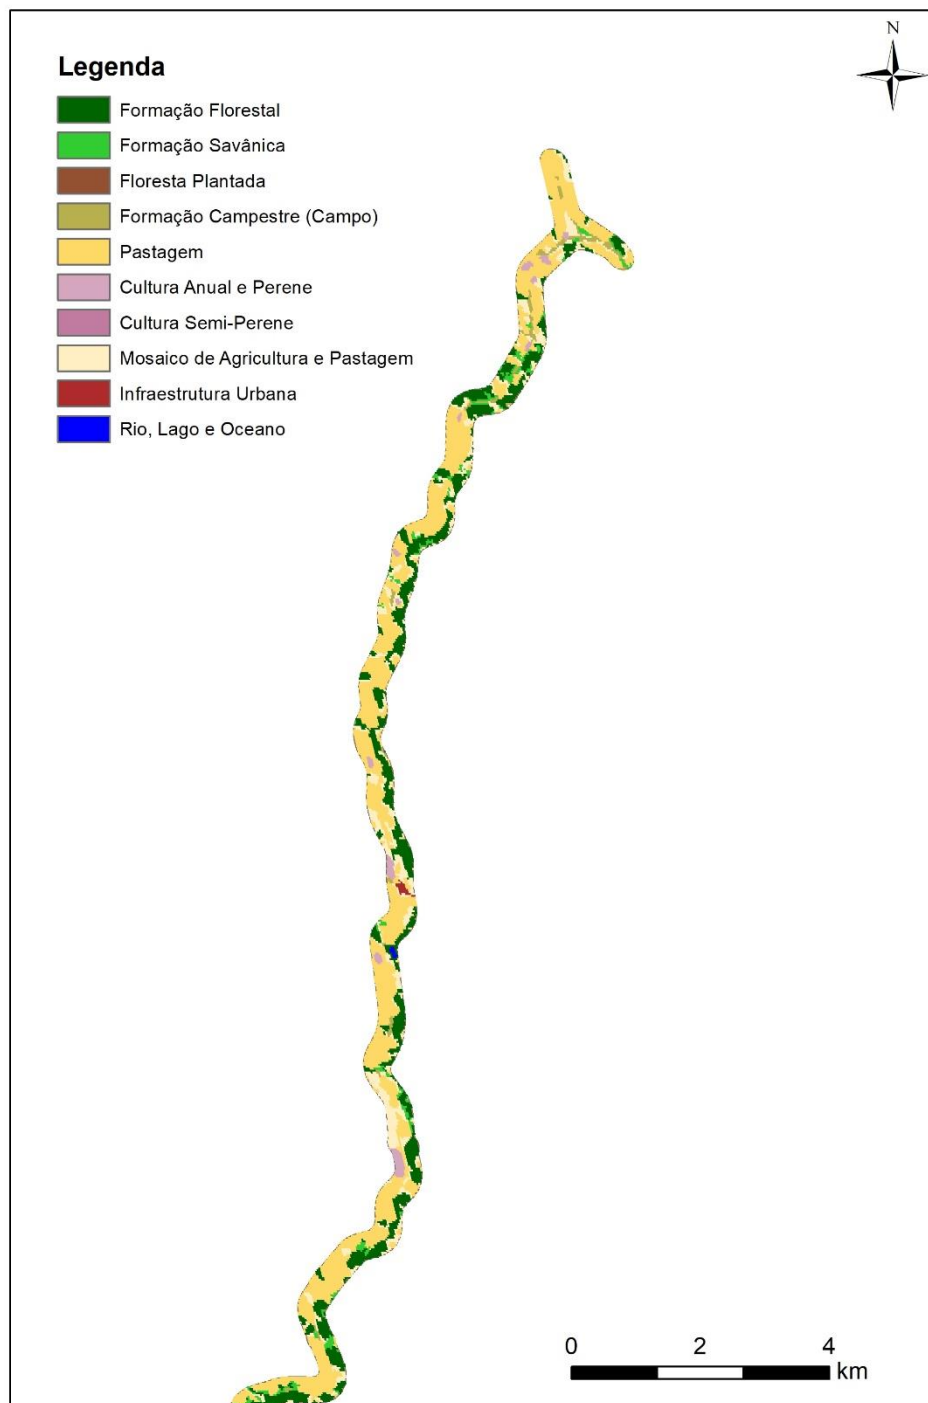 N
Legenda
Formação Florestal
Formação Savânica
Floresta Plantada
Formação Campestre (Campo)
Pastagem
Cultura Anual e Perene
Cultura Semi-Perene
Mosaico de Agricultura e Pastagem
Infraestrutura Urbana
Rio, Lago e Oceano
0 2 4
km